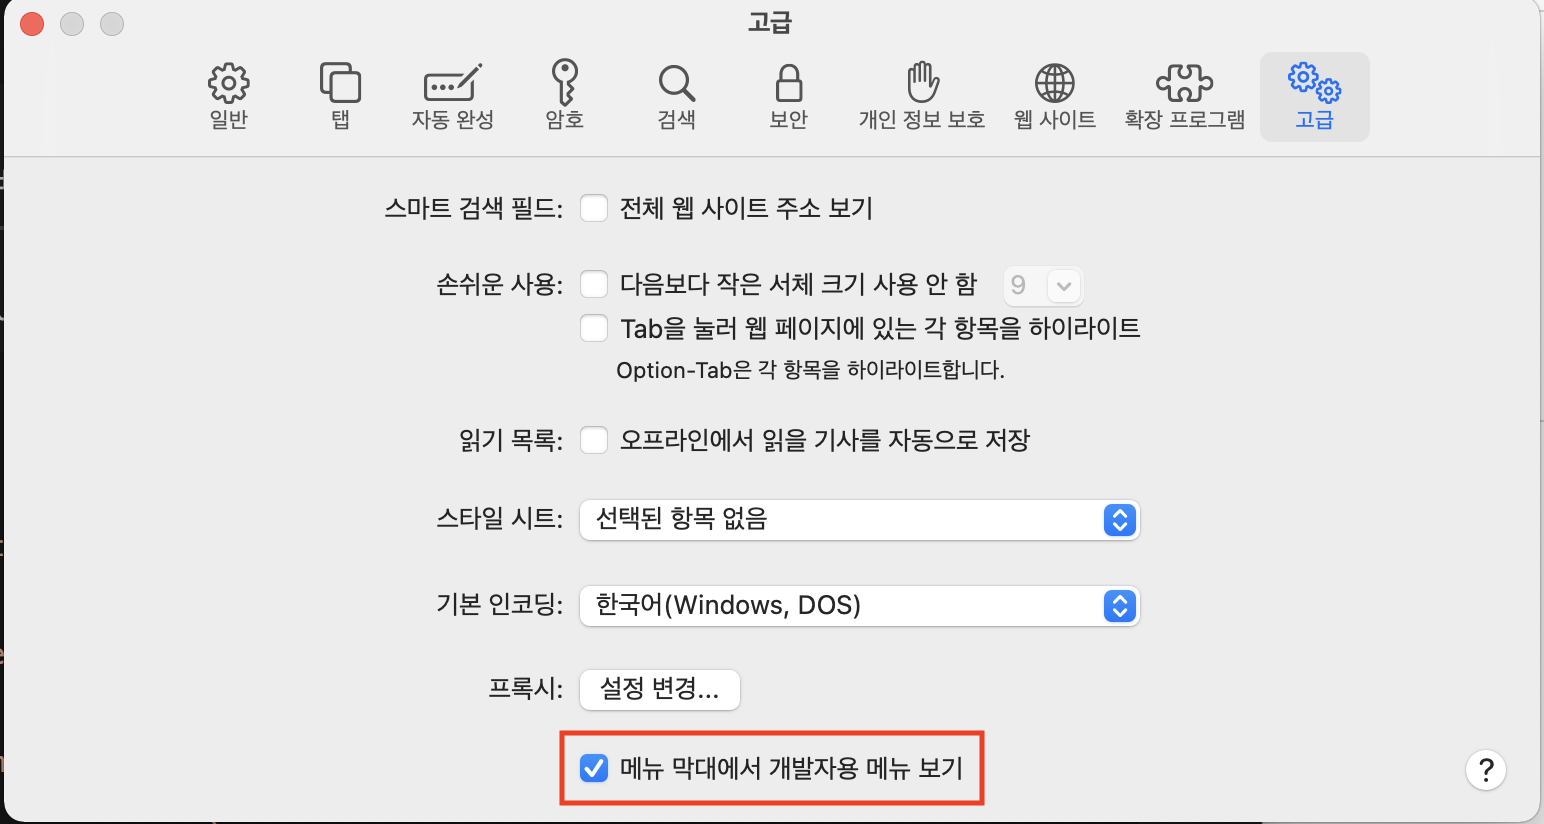 고급
일반 탭 자동 완성 암호 검색 보안 개인 정보 보호 웹 사이트 확장 프로그램 고급
스마트 검색 필드: 전체 웹 사이트 주소 보기
손쉬운 사용: 다음보다 작은 서체 크기 사용 안 함 9
Tab을 눌러 웹 페이지에 있는 각 항목을 하이라이트
Option-Tab은 각 항목을 하이라이트합니다.
읽기 목록: 오프라인에서 읽을 기사를 자동으로 저장
스타일 시트: 선택된 항목 없음
기본 인코딩: 한국어(Windows, DOS)
프록시: 설정 변경...
메뉴 막대에서 개발자용 메뉴 보기
?